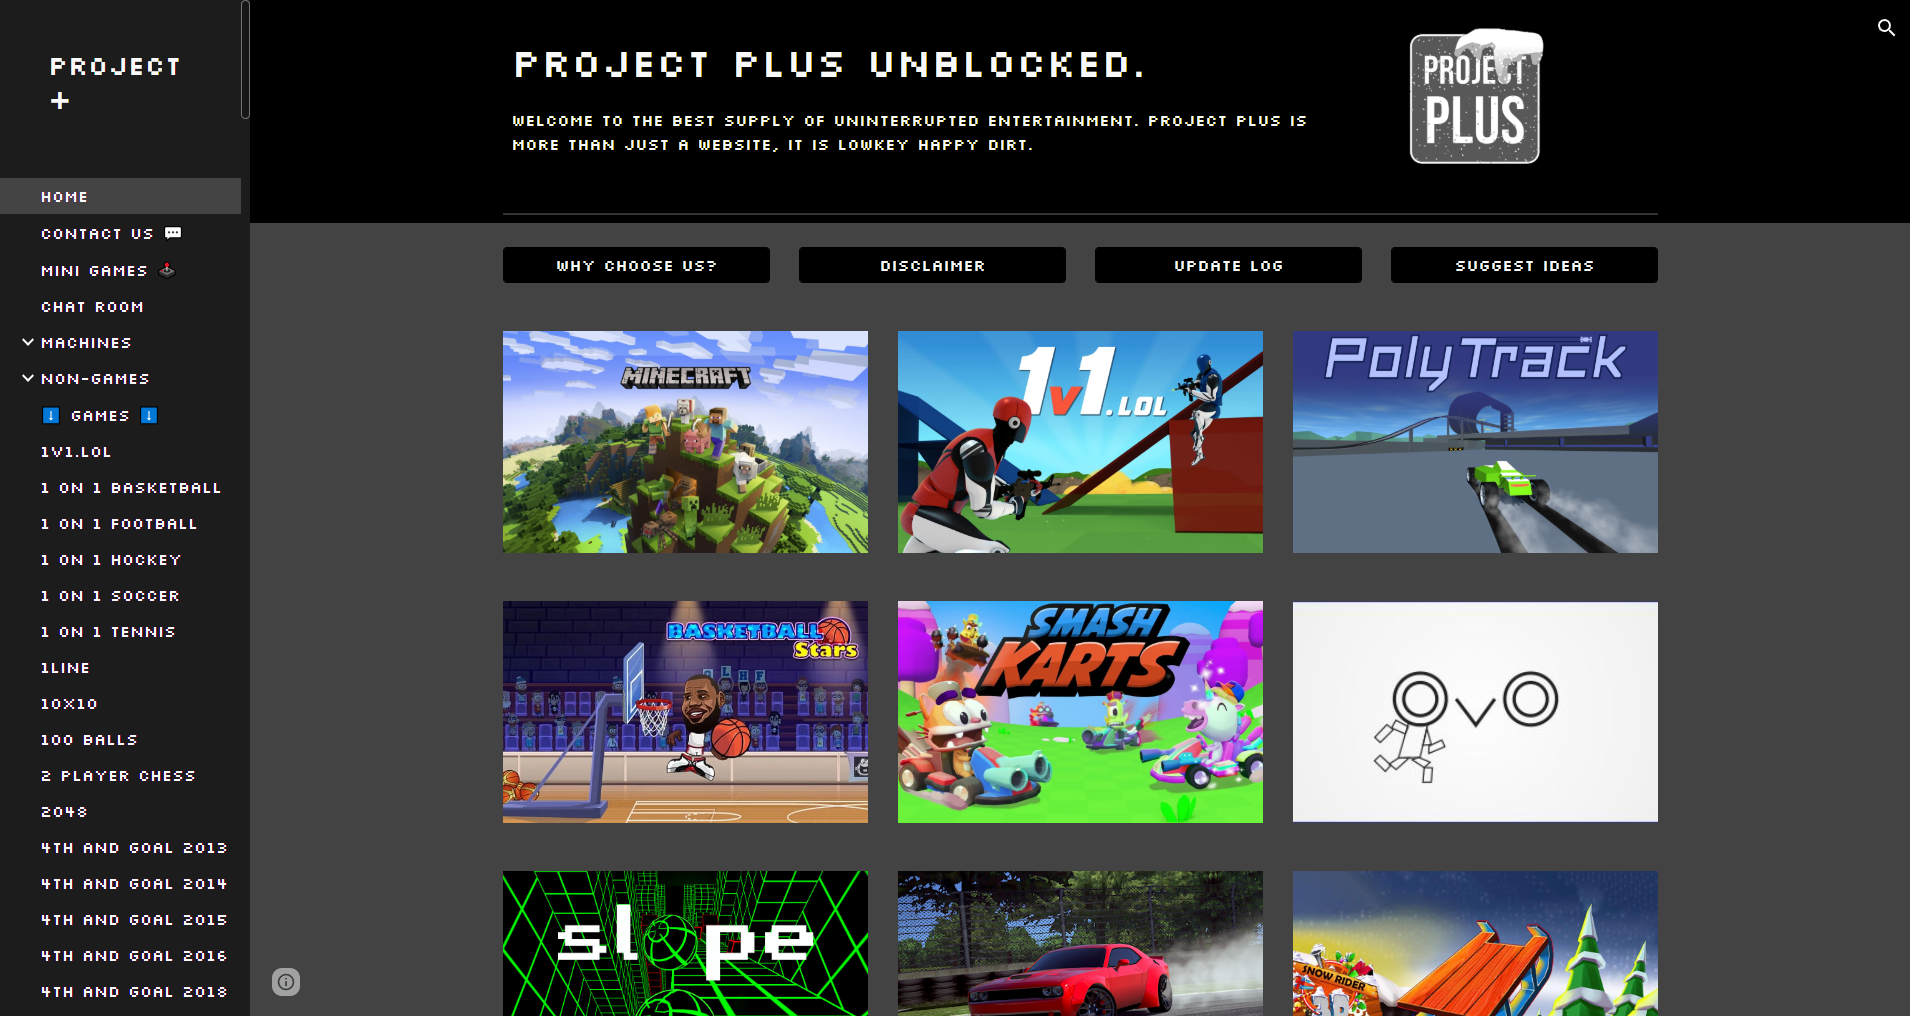 PROJECT
+
HOME
CONTACT US
MINI GAMES
CHAT ROOM
MACHINES
NON-GAMES
GAMES
1V1.LOL
1 ON 1 BASKETBALL
1 ON 1 FOOTBALL
1 ON 1 HOCKEY
1 ON 1 SOCCER
1 ON 1 TENNIS
1LINE
10X10
100 BALLS
2 PLAYER CHESS
2048
4TH AND GOAL 2013
4TH AND GOAL 2014
4TH AND GOAL 2015
4TH AND GOAL 2016
4TH AND GOAL 2018
PROJECT PLUS UNBLOCKED.
WELCOME TO THE BEST SUPPLY OF UNINTERRUPTED ENTERTAINMENT. PROJECT PLUS IS
MORE THAN JUST A WEBSITE, IT IS LOWKEY HAPPY DIRT.
PROJECT
PLUS
WHY CHOOSE US?
DISCLAIMER
UPDATE LOG
SUGGEST IDEAS
MINECRAFT
1v1.LOL
PolyTrack
BASKETBALL
Stars
SMASH
KARTS
OVO
slope
SNOW RIDER
3D